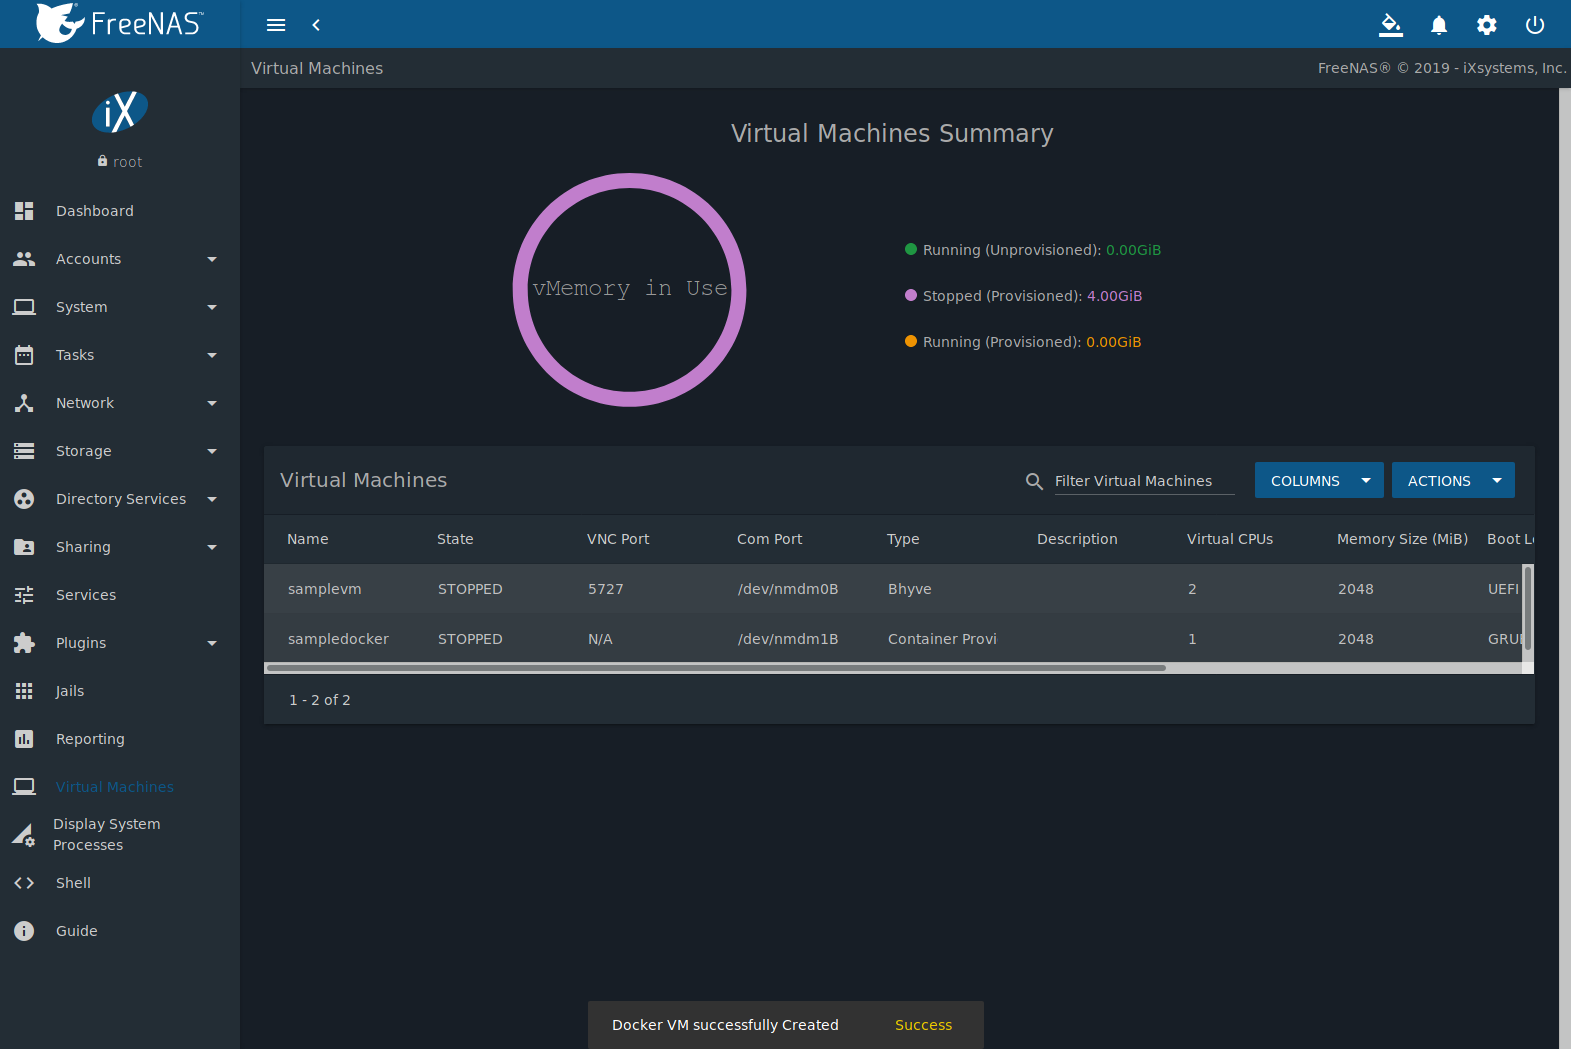 FreeNAS™
Virtual Machines
FreeNAS® © 2019 - iXsystems, Inc.
iX
root
Dashboard
Accounts
System
Tasks
Network
Storage
Directory Services
Sharing
Services
Plugins
Jails
Reporting
Virtual Machines
Display System
Processes
Shell
Guide
Virtual Machines Summary
vMemory in Use
Running (Unprovisioned): 0.00GiB
Stopped (Provisioned): 4.00GiB
Running (Provisioned): 0.00GiB
Virtual Machines
Filter Virtual Machines
COLUMNS
ACTIONS
Name State VNC Port Com Port Type Description Virtual CPUs Memory Size (MiB) Boot
samplevm STOPPED 5727 /dev/nmdm0B Bhyve 2 2048 UEFI
sampledocker STOPPED N/A /dev/nmdm1B Container Provi 1 2048
1 - 2 of 2
Docker VM successfully Created Success